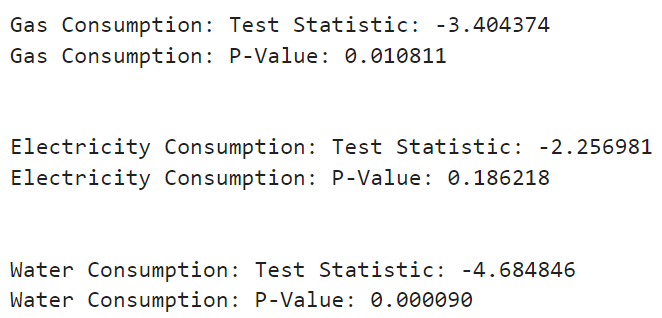 Gas Consumption: Test Statistic: -3.404374
Gas Consumption: P-Value: 0.010811
Electricity Consumption: Test Statistic: -2.256981
Electricity Consumption: P-Value: 0.186218
Water Consumption: Test Statistic: -4.684846
Water Consumption: P-Value: 0.000090